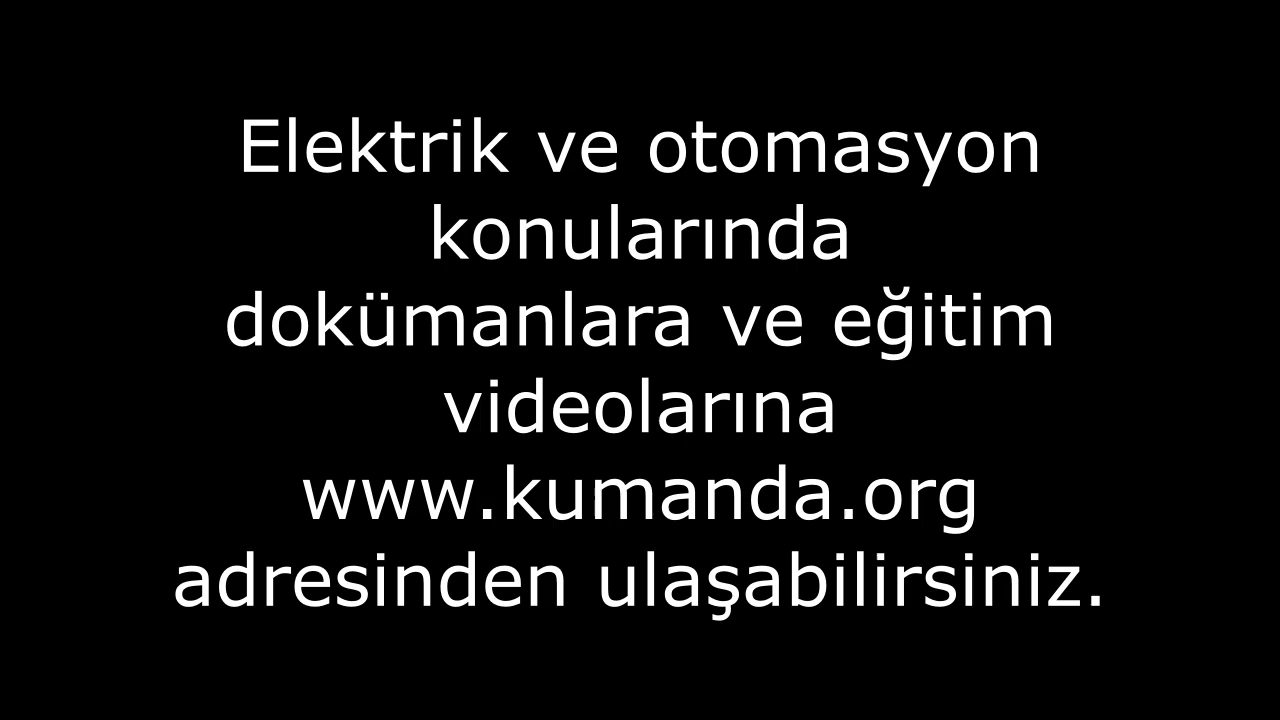 Elektrik ve otomasyon
konularında
dokümanlara ve eğitim
videolarına
www.kumanda.org
adresinden ulaşabilirsiniz.